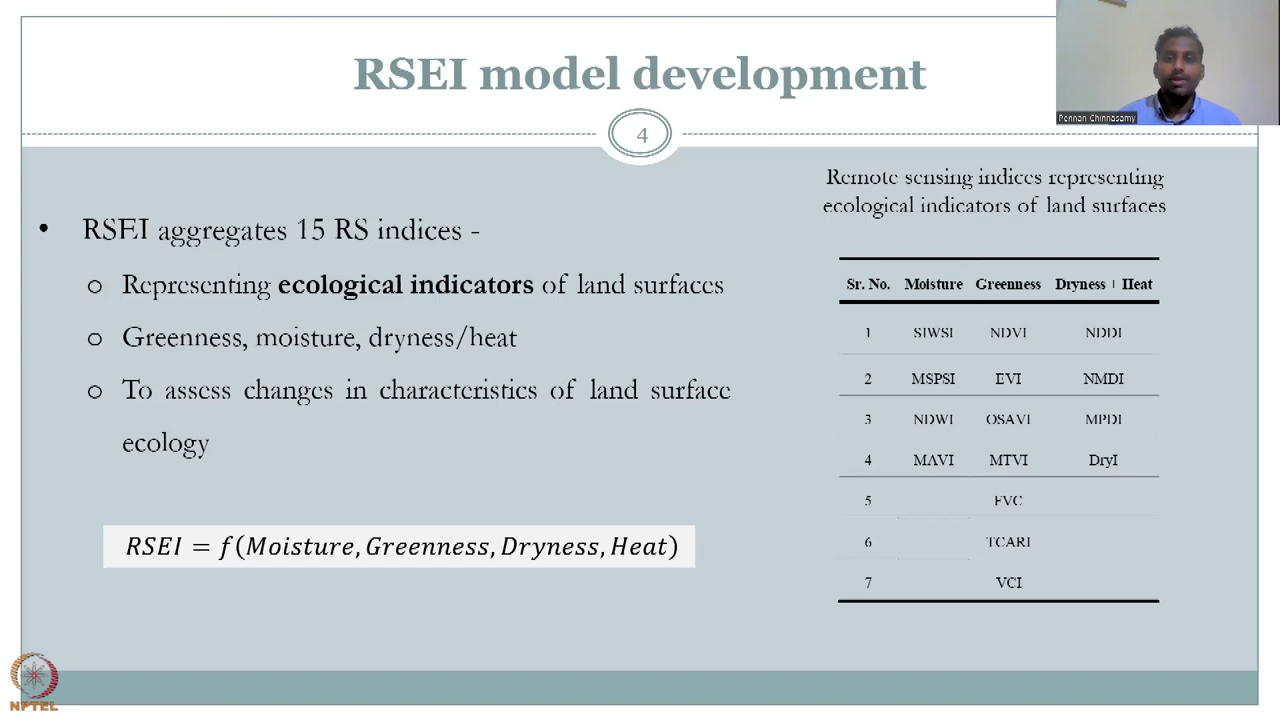 RSEI model development
4
Pennan Chinnasamy
• RSEI aggregates 15 RS indices -
o Representing ecological indicators of land surfaces
o Greenness, moisture, dryness/heat
o To assess changes in characteristics of land surface
ecology
RSEI = f(Moisture, Greenness, Dryness, Heat)
Remote sensing indices representing
ecological indicators of land surfaces
Sr. No. Moisture Greenness Dryness + Heat
1 SIWSI NDVI NDDI
2 MSPSI EVI NMDI
3 NDWI OSAVI MPDI
4 MAVI MTVI DryI
5 FVC
6 TCARI
7 VCI
NPTEL